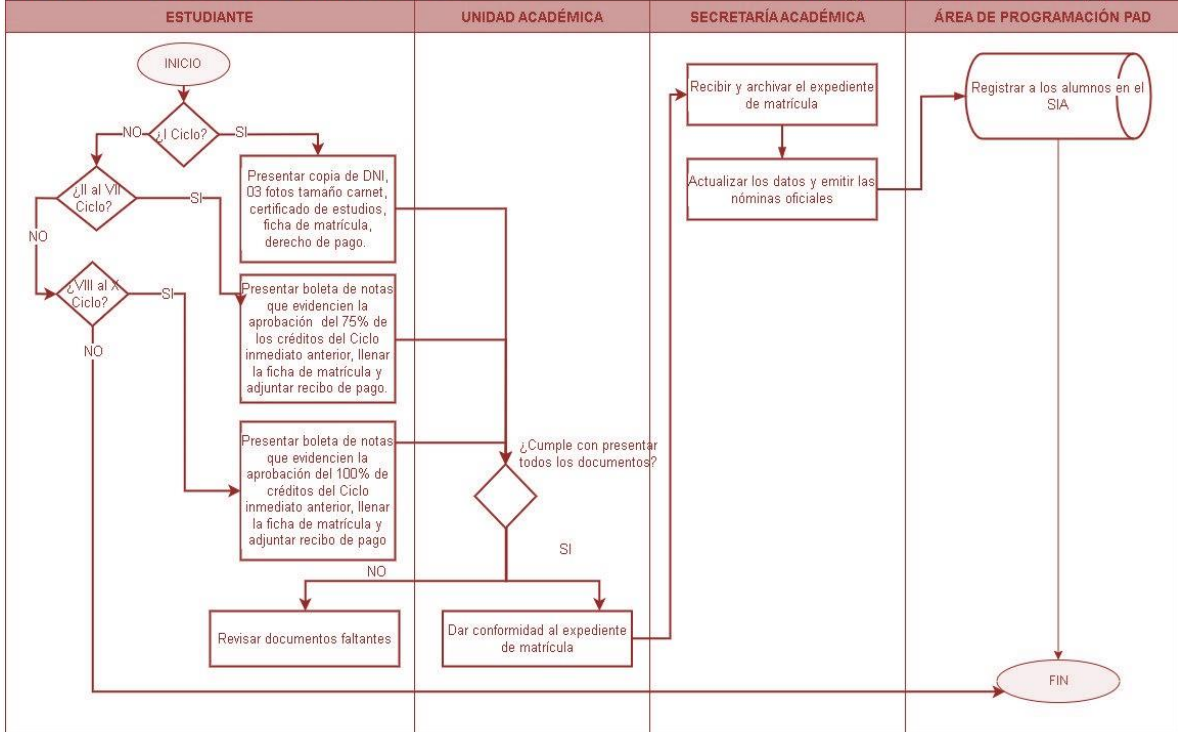 ESTUDIANTE
UNIDAD ACADÉMICA
SECRETARÍA ACADÉMICA
ÁREA DE PROGRAMACIÓN PAD
INICIO
¿I Ciclo?
NO
SI
¿II al VII
Ciclo?
SI
NO
¿VIII al X
Ciclo?
SI
NO
Presentar copia de DNI,
03 fotos tamaño carnet,
certificado de estudios,
ficha de matrícula,
derecho de pago.
Presentar boleta de notas
que evidencien la
aprobación del 75% de
los créditos del Ciclo
inmediato anterior, llenar
la ficha de matrícula y
adjuntar recibo de pago.
Presentar boleta de notas
que evidencien la
aprobación del 100% de
créditos del Ciclo
inmediato anterior, llenar
la ficha de matrícula y
adjuntar recibo de pago
¿Cumple con presentar
todos los documentos?
SI
NO
Revisar documentos faltantes
Dar conformidad al expediente
de matrícula
Recibir y archivar el expediente
de matrícula
Actualizar los datos y emitir las
nóminas oficiales
Registrar a los alumnos en el
SIA
FIN